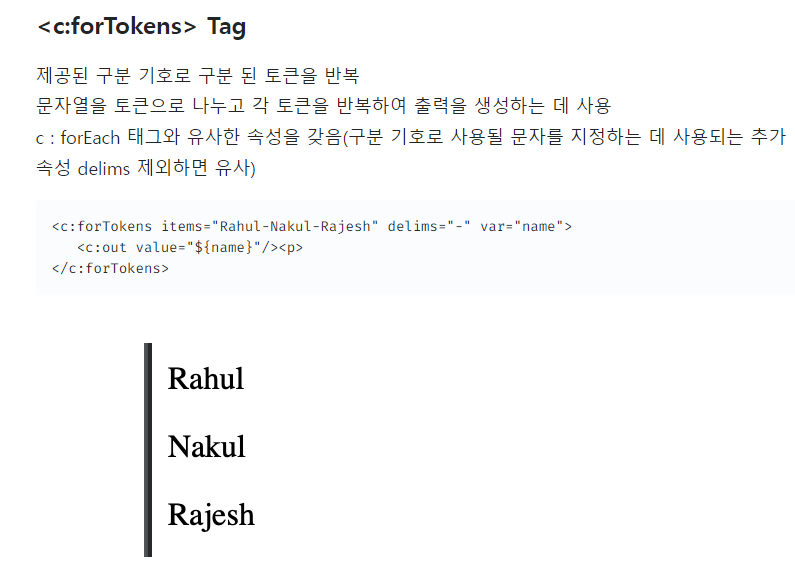 <c:forTokens> Tag
제공된 구분 기호로 구분 된 토큰을 반복
문자열을 토큰으로 나누고 각 토큰을 반복하여 출력을 생성하는 데 사용
c : forEach 태그와 유사한 속성을 갖음(구분 기호로 사용될 문자를 지정하는 데 사용되는 추가
속성 delims 제외하면 유사)
<c:forTokens items="Rahul-Nakul-Rajesh" delims="-" var="name">
   <c:out value="${name}"/><p>
</c:forTokens>
Rahul
Nakul
Rajesh